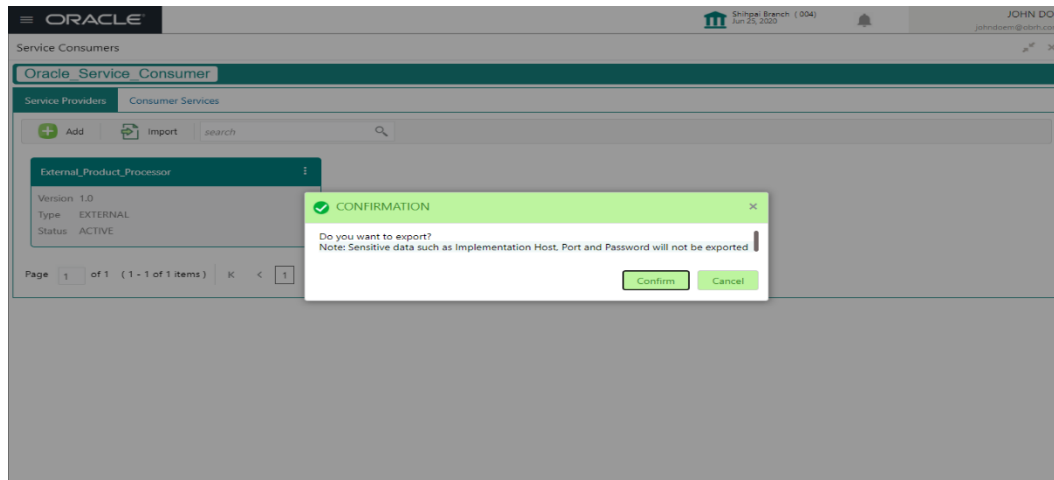 ORACLE
Shihpai Branch ( 004)
Jun 25, 2020
JOHN DO
johndoem@obrh.co
Service Consumers
Oracle_Service_Consumer
Service Providers Consumer Services
Add Import search
External_Product_Processor
Version 1.0
Type EXTERNAL
Status ACTIVE
CONFIRMATION
Do you want to export?
Note: Sensitive data such as Implementation Host, Port and Password will not be exported
Confirm Cancel
Page 1 of 1 ( 1 - 1 of 1 items ) 1